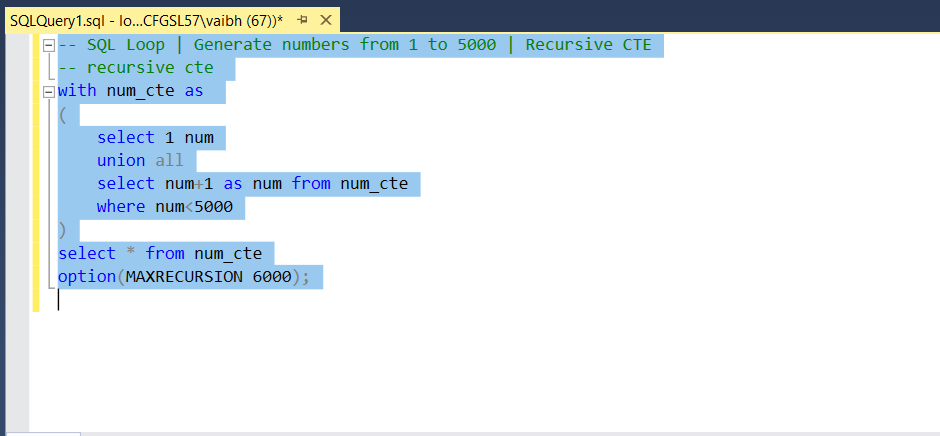 SQLQuery1.sql - lo...CFGSL57\vaibh (67))*
-- SQL Loop | Generate numbers from 1 to 5000 | Recursive CTE
-- recursive cte
with num_cte as
(
    select 1 num
    union all
    select num+1 as num from num_cte
    where num<5000
)
select * from num_cte
option(MAXRECURSION 6000);